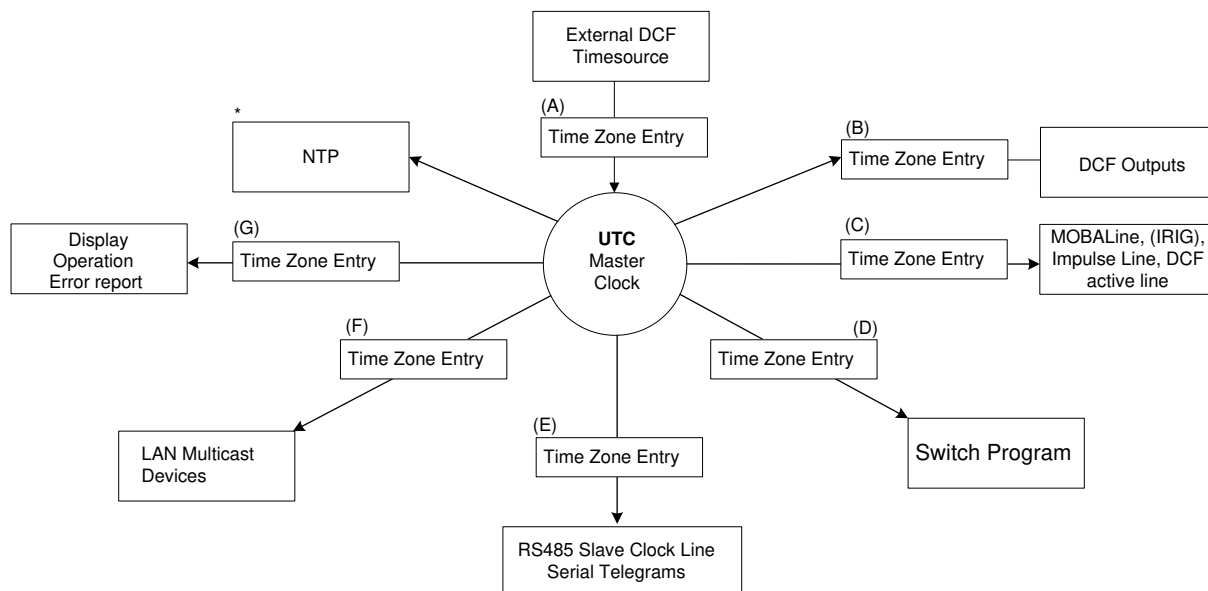 External DCF
Timesource
(A)
Time Zone Entry
*
NTP
(B)
Time Zone Entry
DCF Outputs
(G)
Time Zone Entry
Display
Operation
Error report
UTC
Master
Clock
(C)
Time Zone Entry
MOBALine, (IRIG),
Impulse Line, DCF
active line
(F)
Time Zone Entry
(D)
Time Zone Entry
LAN Multicast
Devices
(E)
Time Zone Entry
Switch Program
RS485 Slave Clock Line
Serial Telegrams